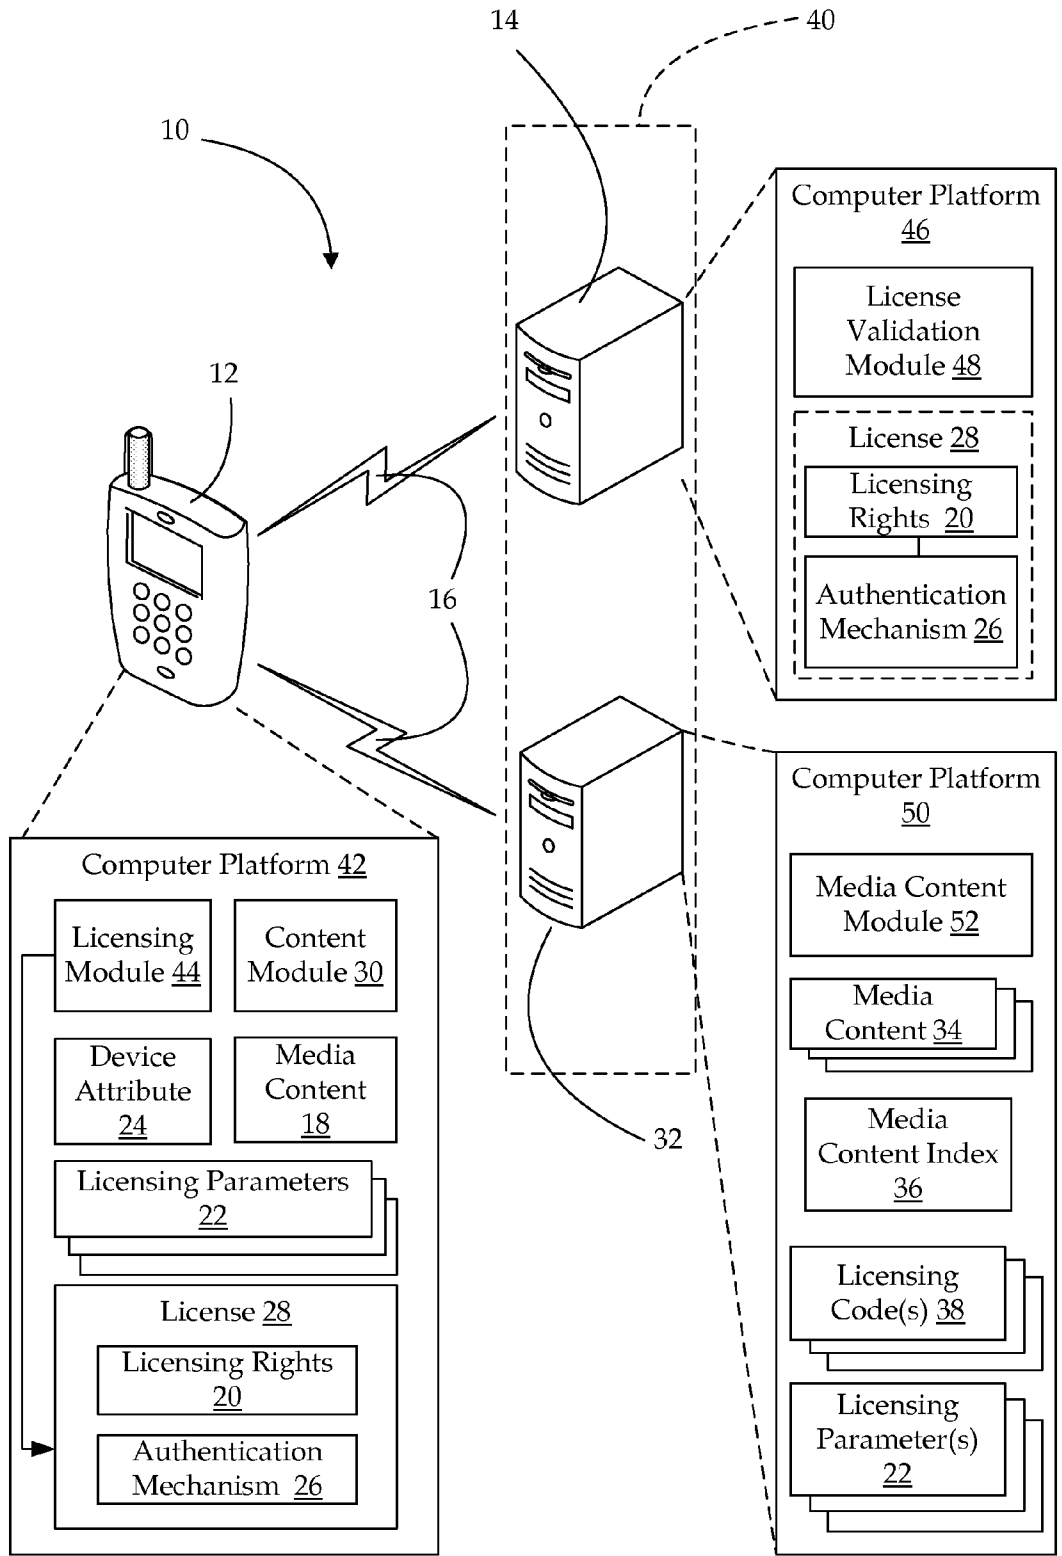 14
40
10
12
16
32
Computer Platform
46
License
Validation
Module 48
License 28
Licensing
Rights 20
Authentication
Mechanism 26
Computer Platform
50
Media Content
Module 52
Media
Content 34
Media
Content Index
36
Licensing
Code(s) 38
Licensing
Parameter(s)
22
Computer Platform 42
Licensing
Module 44
Content
Module 30
Device
Attribute
24
Media
Content
18
Licensing Parameters
22
License 28
Licensing Rights
20
Authentication
Mechanism 26